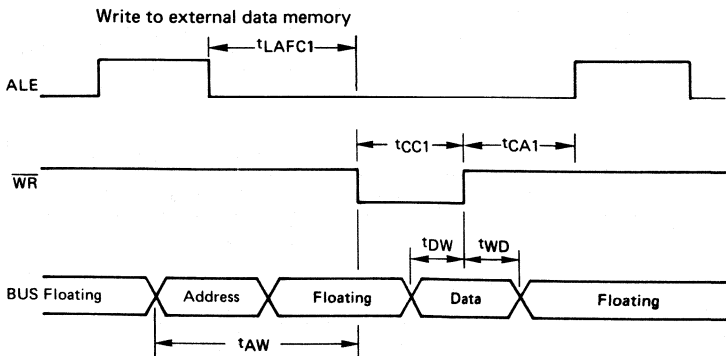 Write to external data memory
tLAFC1
ALE
tCC1
tCA1
WR
tDW
tWD
BUS Floating
Address
Floating
Data
Floating
tAW